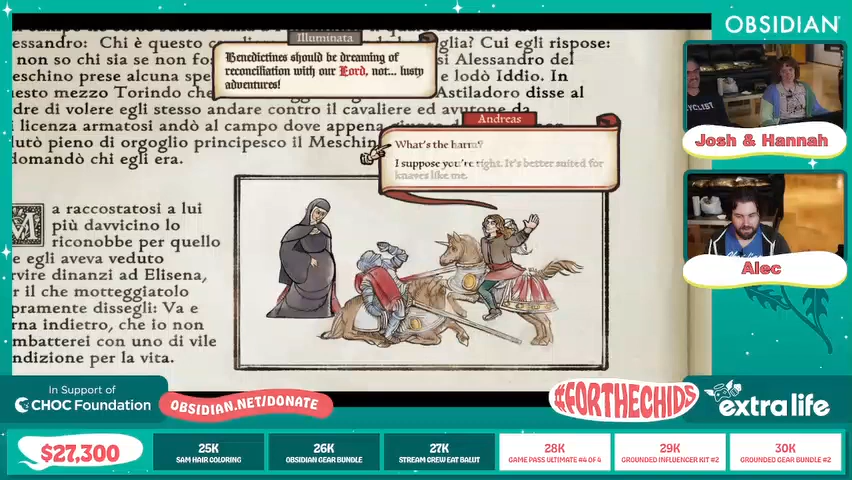 essandro: Chi è questo
glia? Cui egli rispose:
non so chi sia se non fo
si Alessandro del
eschino prese alcuna spe
e lodò Iddio. In
esto mezzo Torindo che
Astiladoro disse al
dre di volere egli stesso andare contro il cavaliere ed avutone da
i licenza armatosi andò al campo dove appena
lutò pieno di orgoglio principesco il Meschin
domandò chi egli era.
Illuminata
Benedictines should be dreaming of
reconciliation with our Lord, not... lusty
adventures!
Andreas
What's the harm?
I suppose you're right. It's better suited for
knaves like me.
M
a raccostatosi a lui
più davvicino lo
riconobbe per quello
e egli aveva veduto
rvire dinanzi ad Elisena,
r il che motteggiatolo
pramente dissegli: Va e
rna indietro, che io non
mbatterei con uno di vile
ndizione per la vita.
OBSIDIAN
CYCLIST
Josh & Hannah
Alec
In Support of
CHOC Foundation
OBSIDIAN.NET/DONATE
#FORTHECHIDS
extralife
$27,300
25K
SAM HAIR COLORING
26K
OBSIDIAN GEAR BUNDLE
27K
STREAM CREW EAT BALUT
28K
GAME PASS ULTIMATE #4 OF 4
29K
GROUNDED INFLUENCER KIT #2
30K
GROUNDED GEAR BUNDLE #2